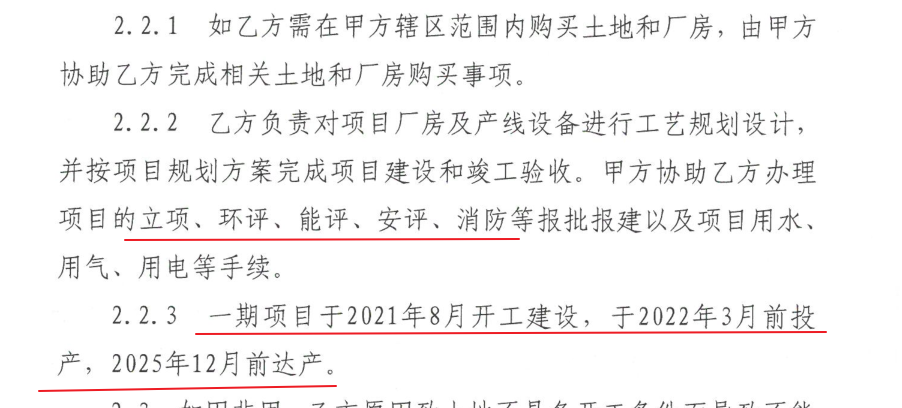 2.2.1 如乙方需在甲方辖区范围内购买土地和厂房，由甲方
协助乙方完成相关土地和厂房购买事项。
2.2.2 乙方负责对项目厂房及产线设备进行工艺规划设计，
并按项目规划方案完成项目建设和竣工验收。甲方协助乙方办理
项目的立项、环评、能评、安评、消防等报批报建以及项目用水、
用气、用电等手续。
2.2.3 一期项目于2021年8月开工建设，于2022年3月前投
产，2025年12月前达产。